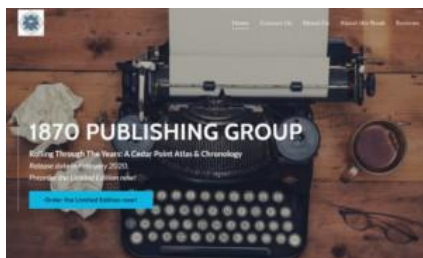 Home   Contact Us   About Us   About the Book   Reviews
1870 PUBLISHING GROUP
Rolling Through The Years: A Cedar Point Atlas & Chronology
Release date is February 2020.
Preorder the Limited Edition now!
Order the Limited Edition now!